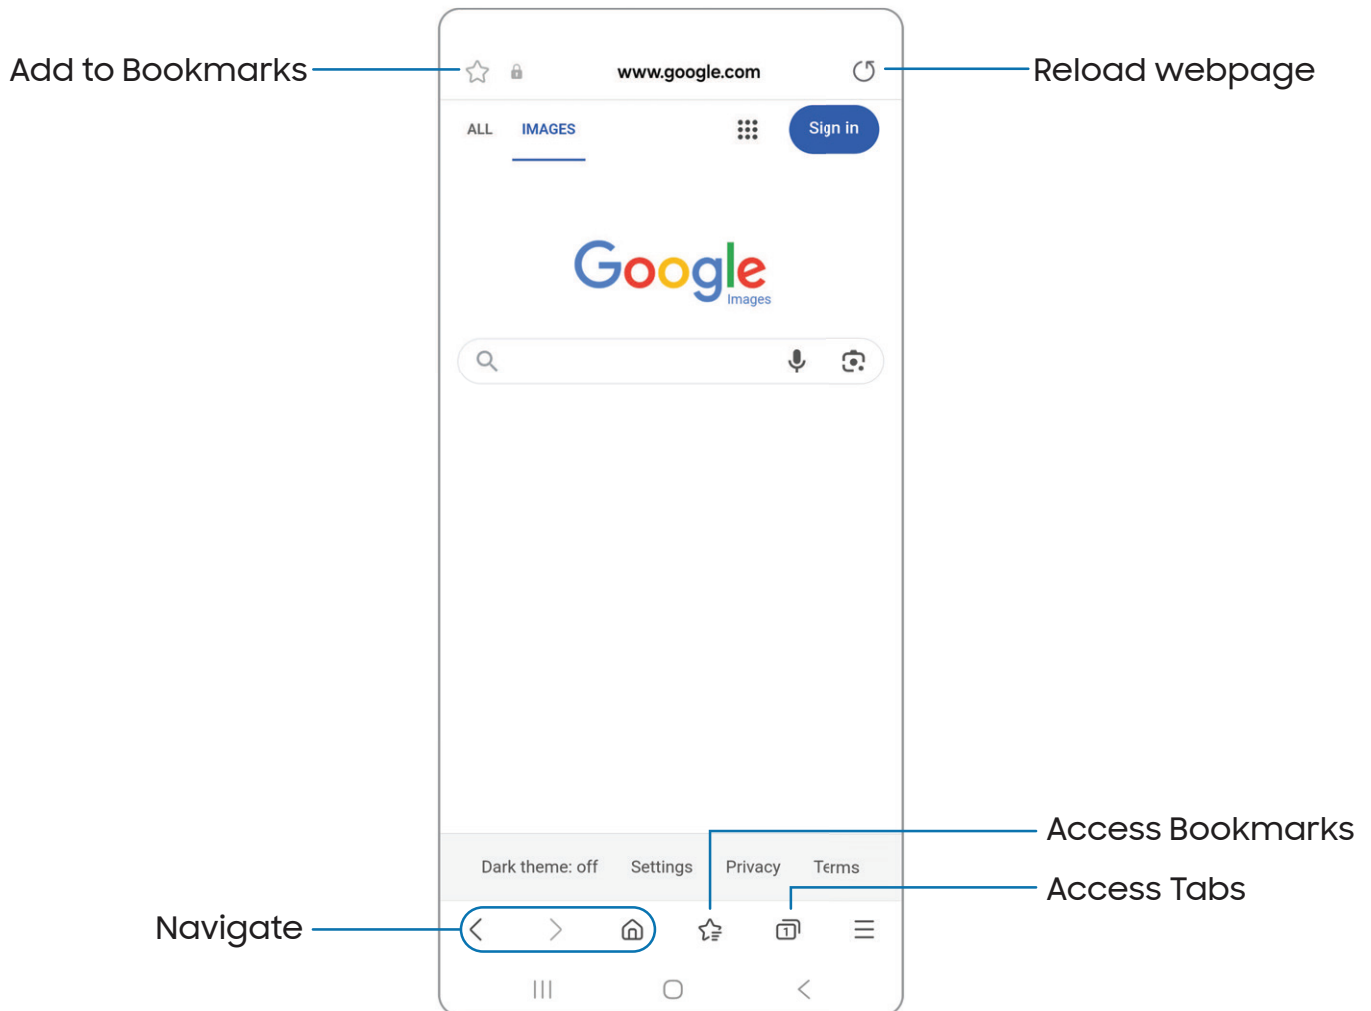 Add to Bookmarks
www.google.com
Reload webpage
ALL IMAGES
Sign in
Google
Images
Access Bookmarks
Dark theme: off Settings Privacy Terms
Access Tabs
Navigate
1